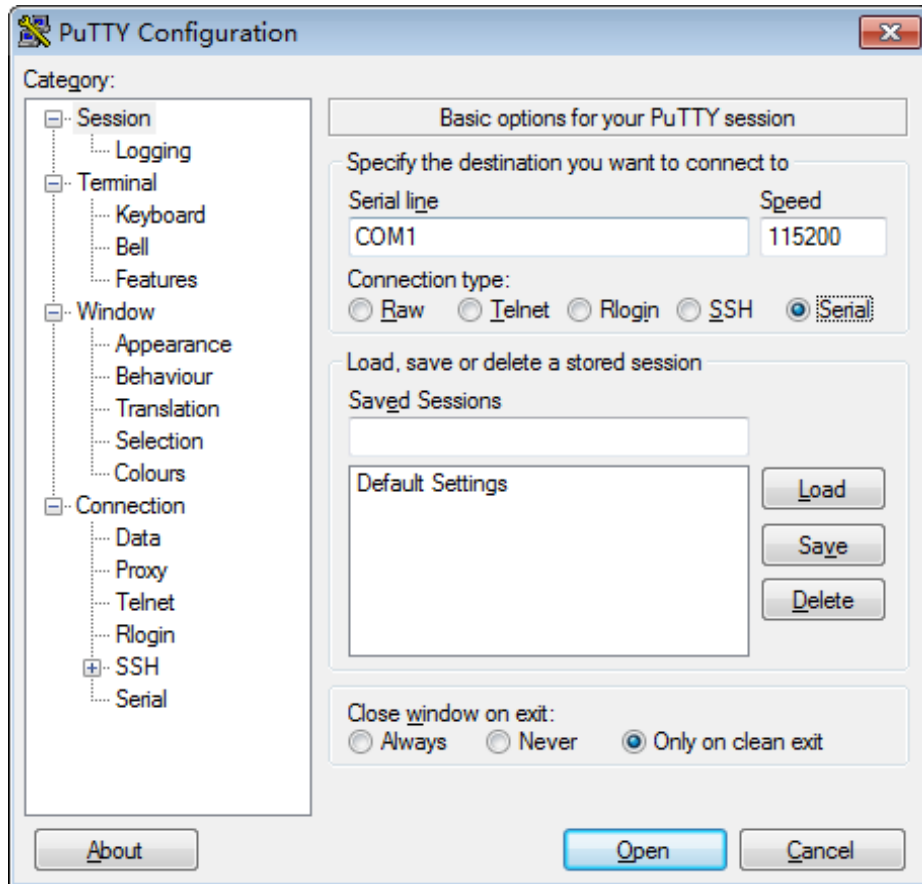 PuTTY Configuration
Category:
Session
Logging
Terminal
Keyboard
Bell
Features
Window
Appearance
Behaviour
Translation
Selection
Colours
Connection
Data
Proxy
Telnet
Rlogin
SSH
Serial
Basic options for your PuTTY session
Specify the destination you want to connect to
Serial line Speed
COM1 115200
Connection type:
Raw Telnet Rlogin SSH Serial
Load, save or delete a stored session
Saved Sessions
Default Settings
Load
Save
Delete
Close window on exit:
Always Never Only on clean exit
About Open Cancel